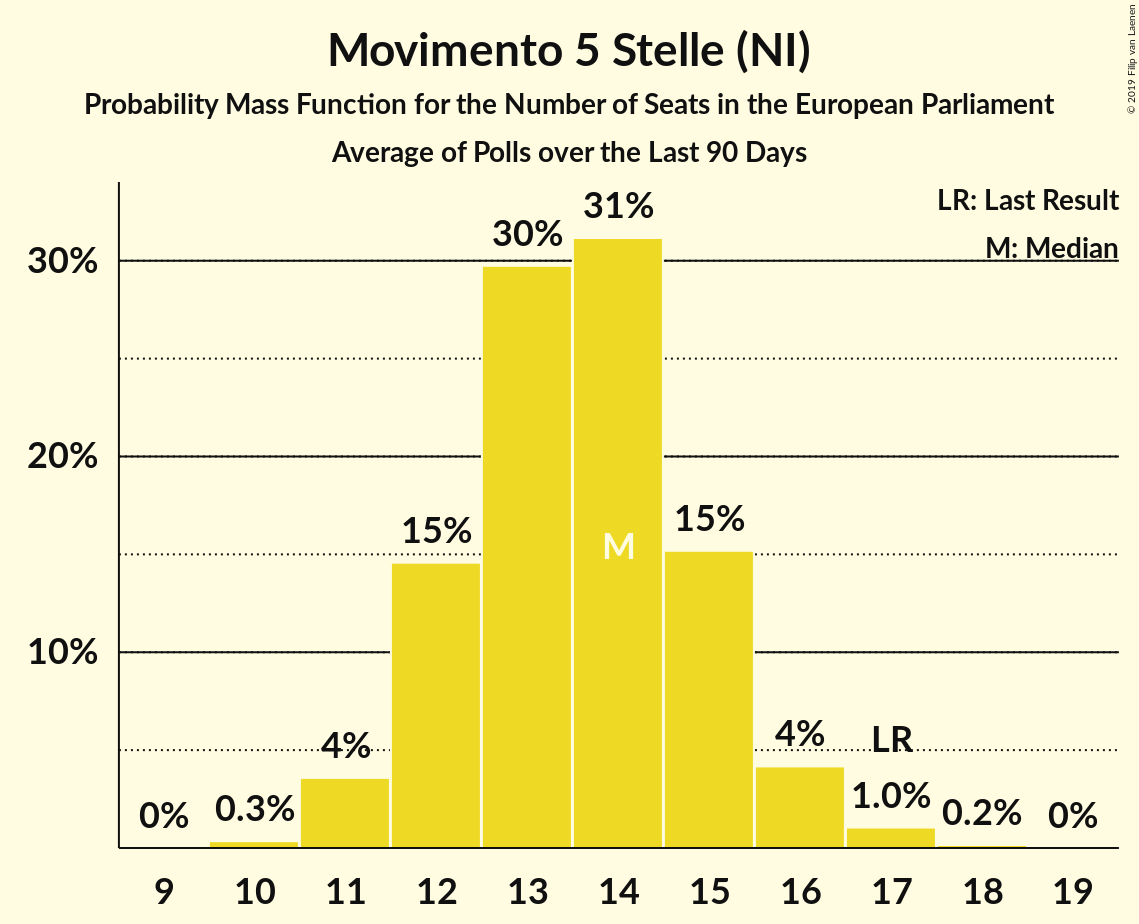 Movimento 5 Stelle (NI)
Probability Mass Function for the Number of Seats in the European Parliament
Average of Polls over the Last 90 Days
© 2019 Filip van Laenen
LR: Last Result
M: Median
30%
20%
10%
0%
0.3%
4%
15%
30%
31%
M
15%
4%
LR
1.0%
0.2%
0%
9 10 11 12 13 14 15 16 17 18 19